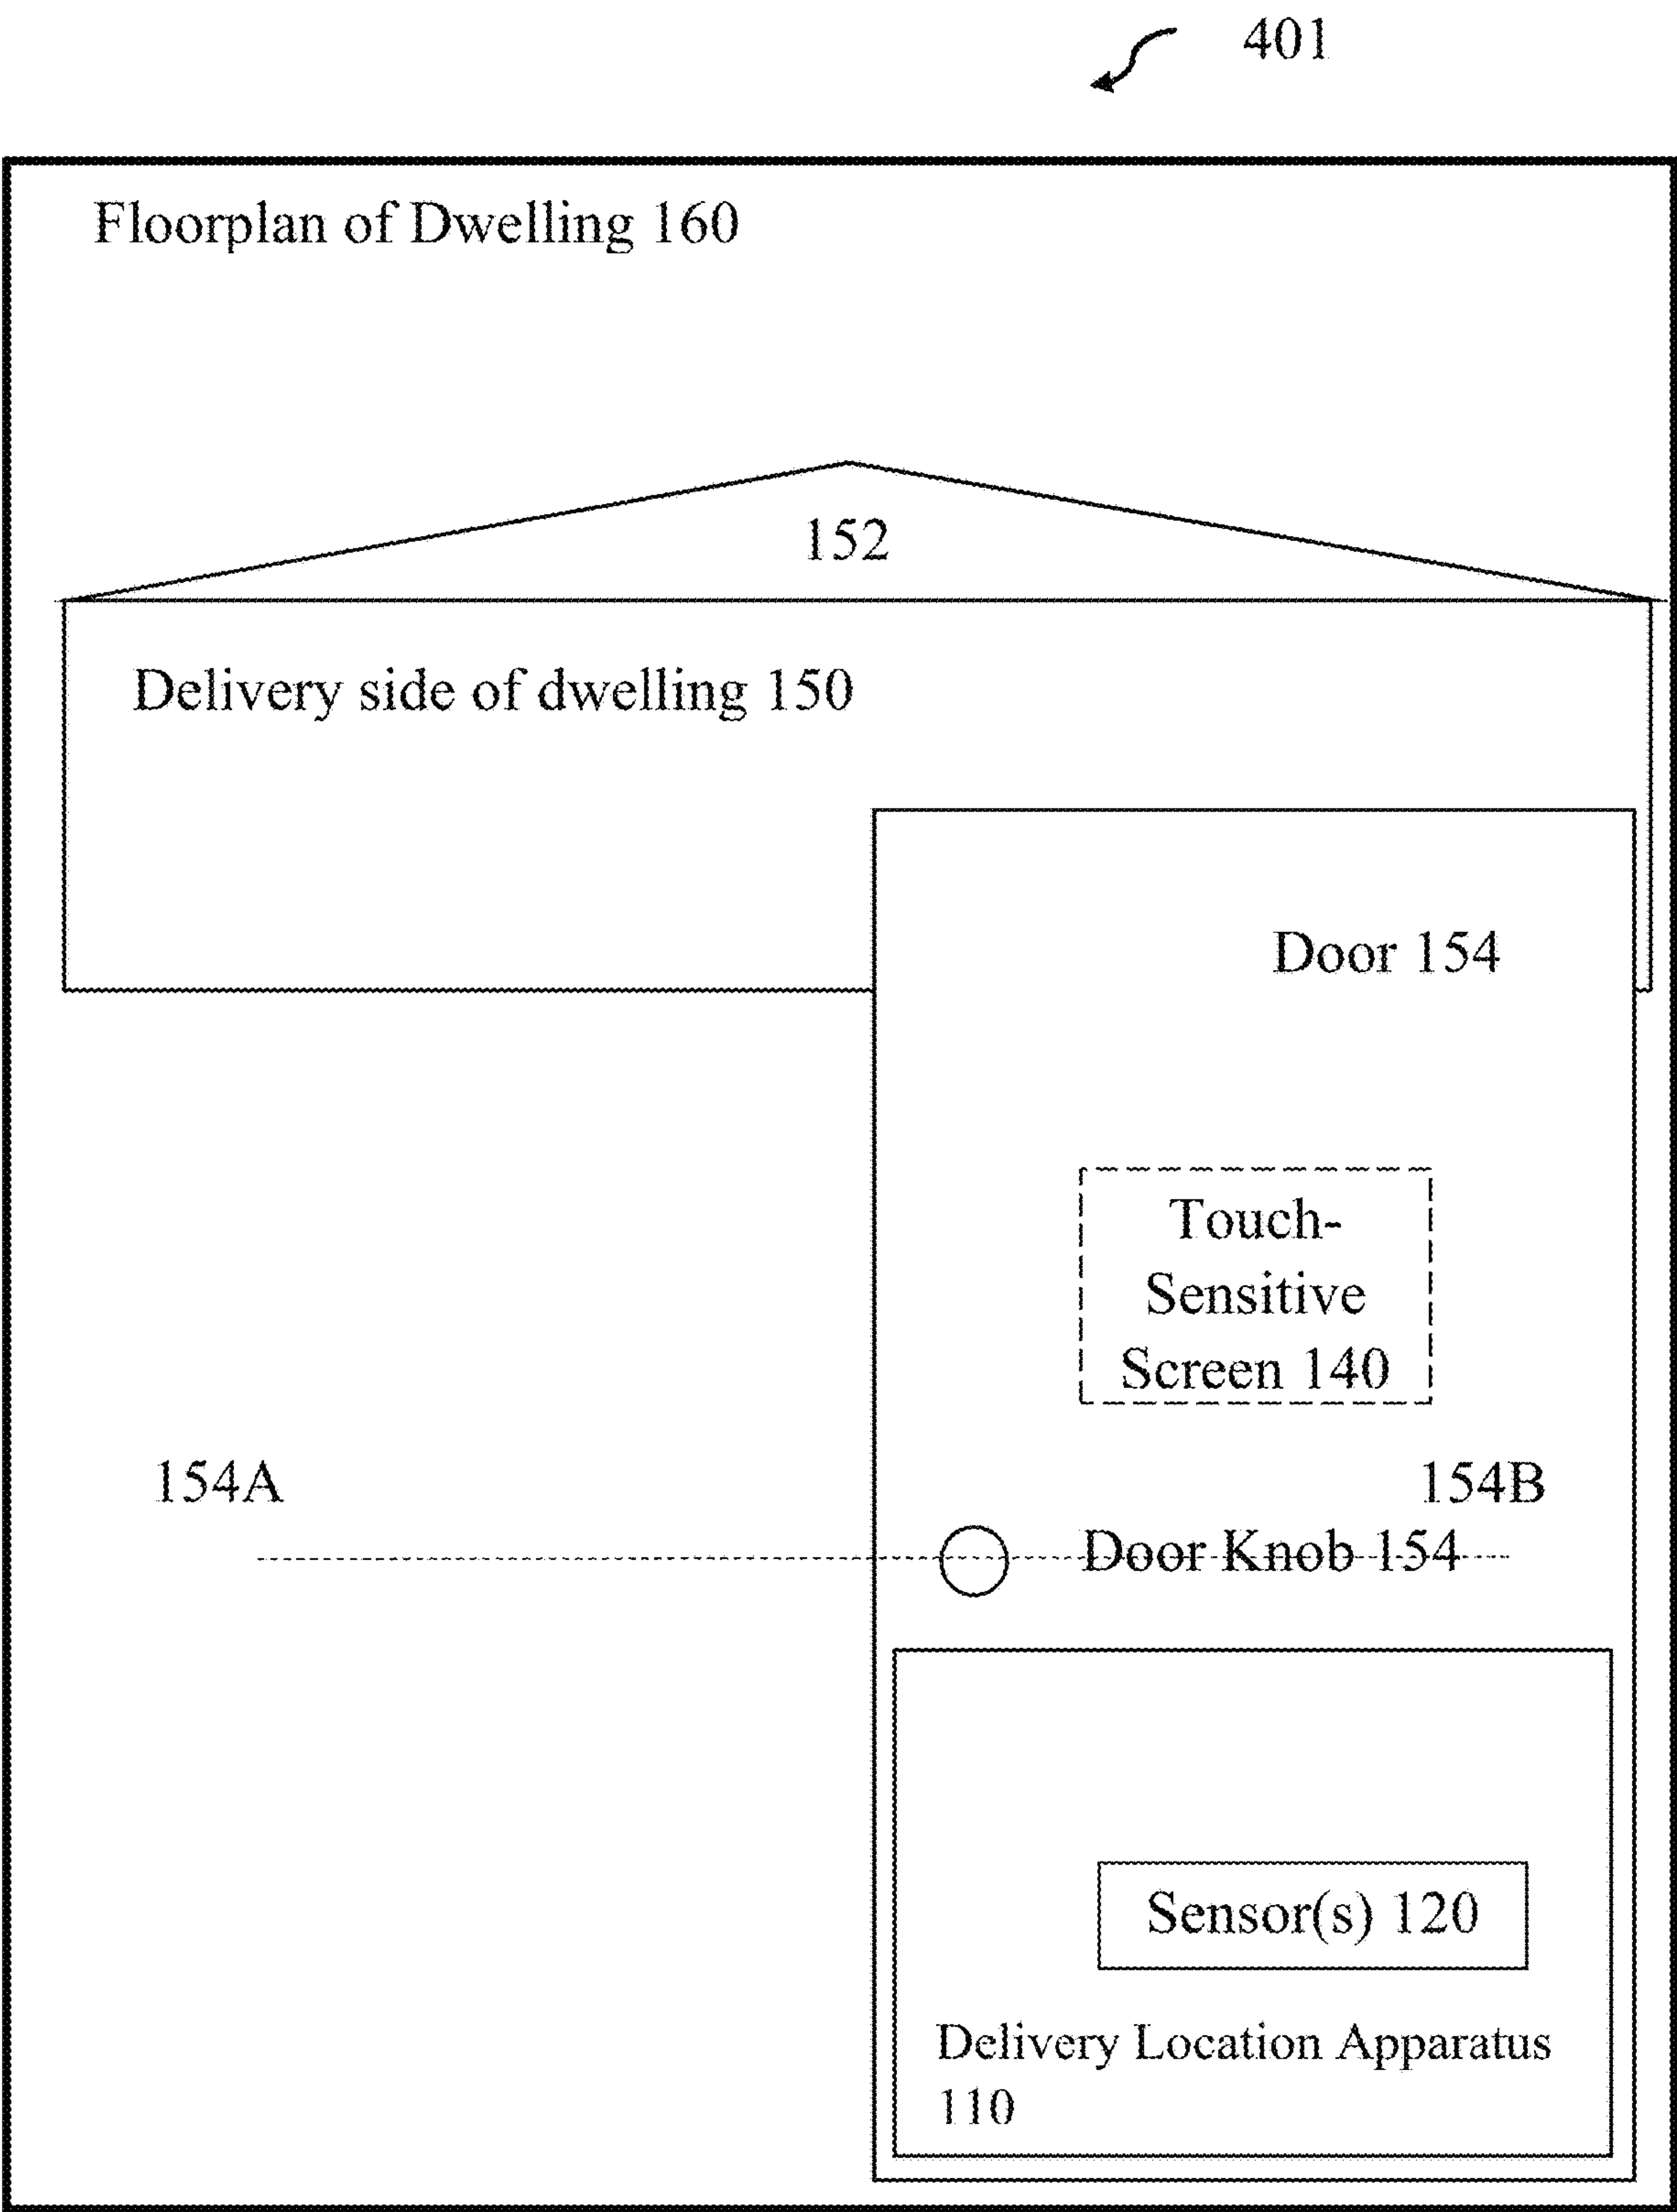 401
Floorplan of Dwelling 160
152
Delivery side of dwelling 150
Door 154
Touch-
Sensitive
Screen 140
154A
154B
Door Knob 154
Sensor(s) 120
Delivery Location Apparatus
110